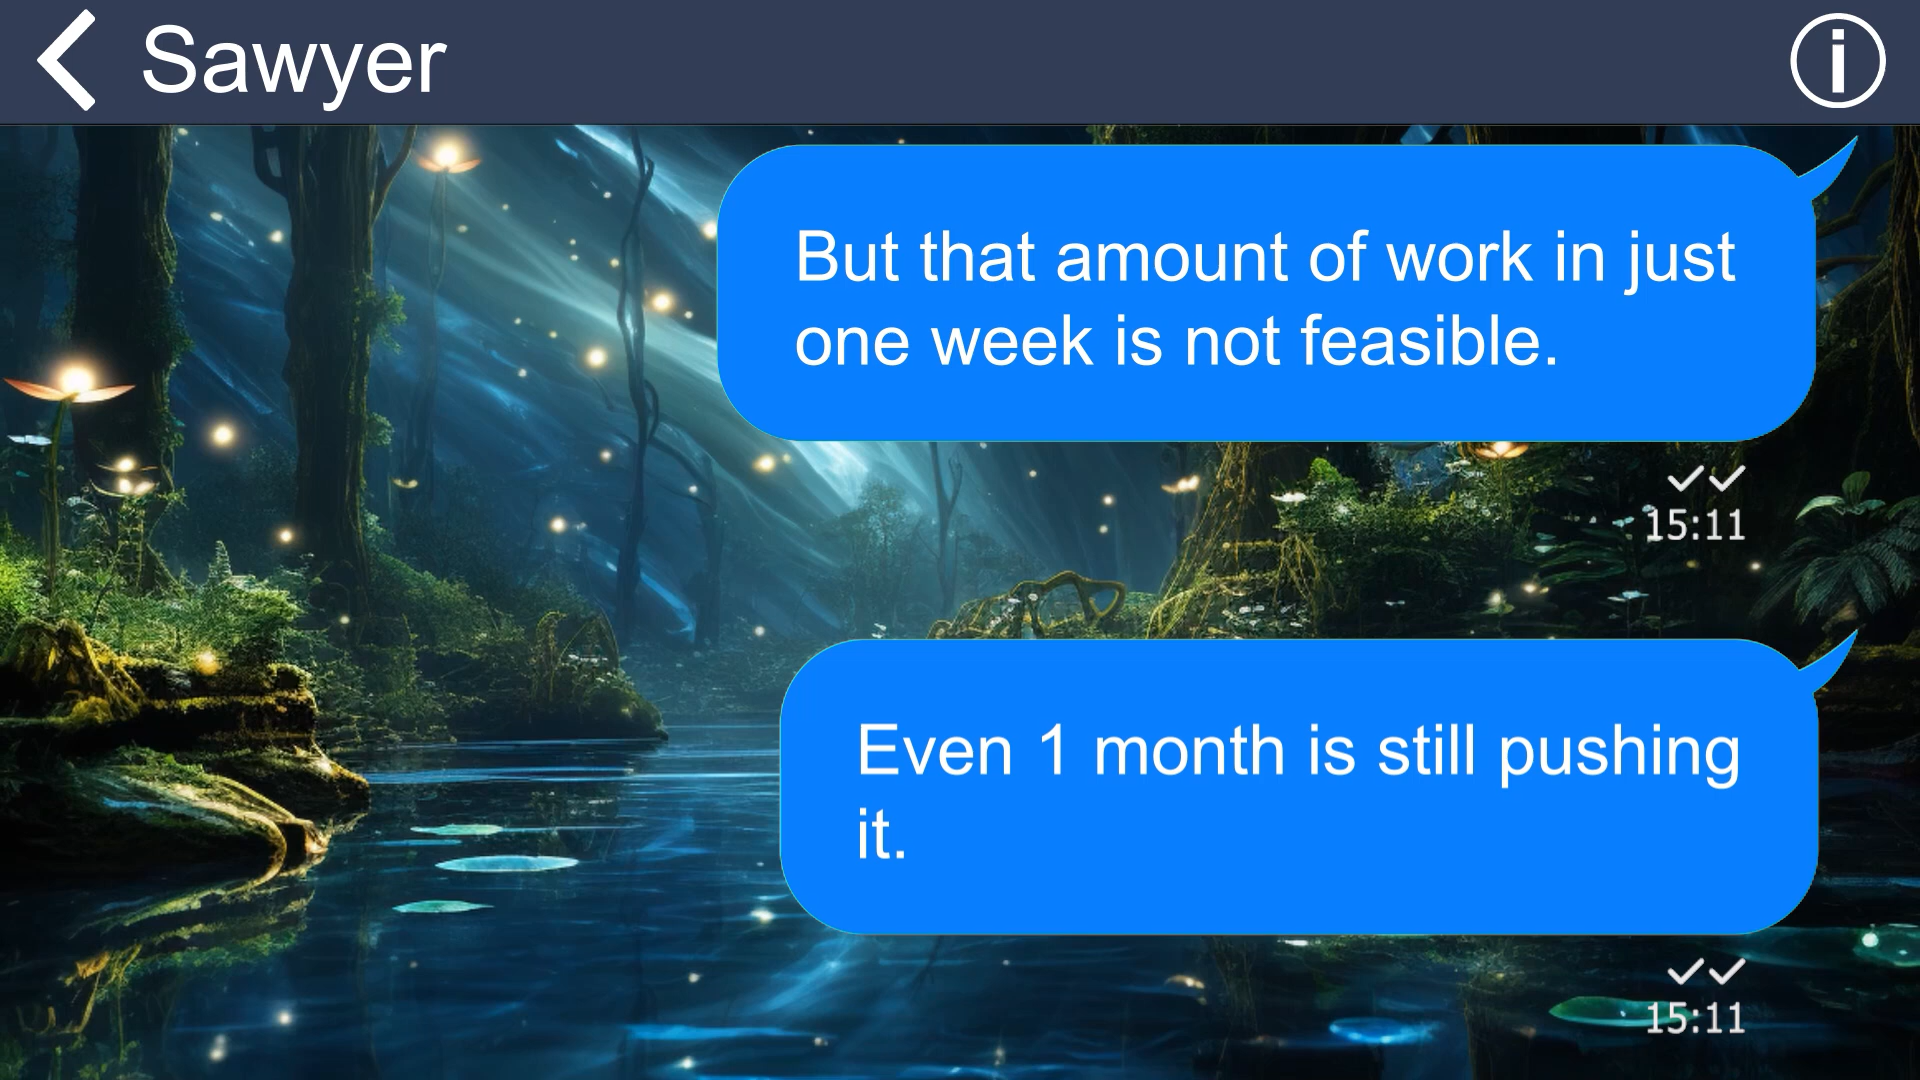 Sawyer
But that amount of work in just
one week is not feasible.
15:11
Even 1 month is still pushing
it.
15:11